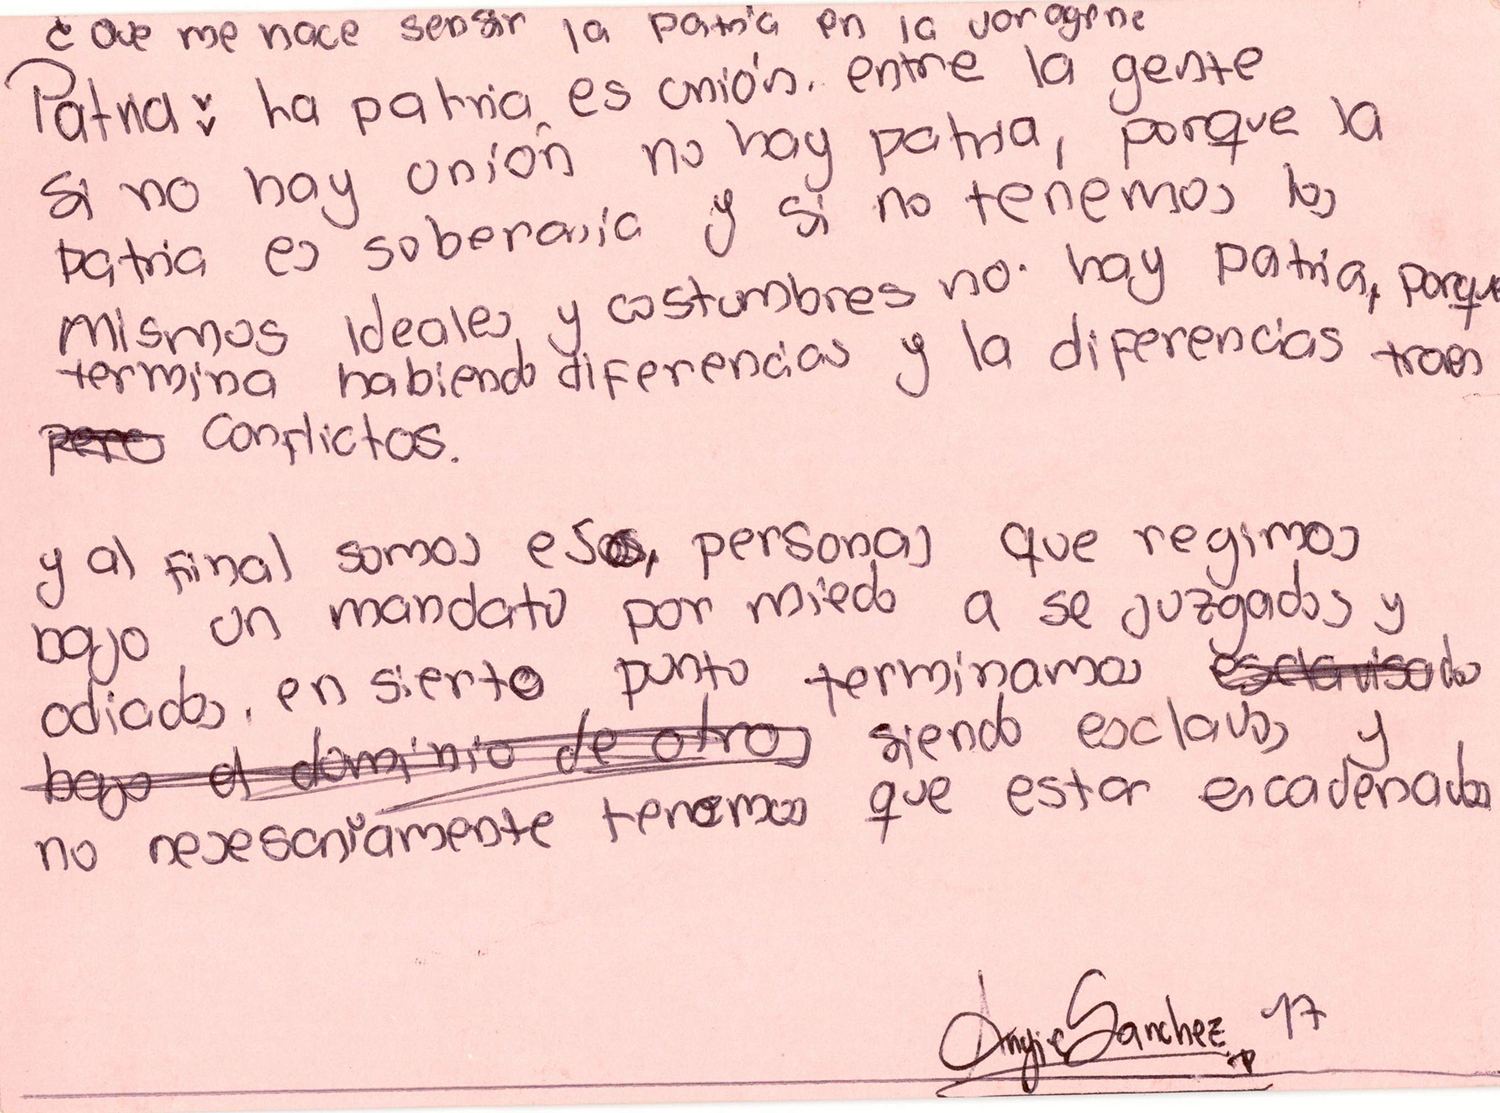 ¿Que me hace sentir la patria en la voragene
Patria: La patria es unión. entre la gente
si no hay unión no hay patria, porque la
patria es soberania y si no tenemos los
mismos ideales y costumbres no hay patria, porque
termina habiendo diferencias y la diferencias traen
pero conflictos.
y al final somos esos, personas que regimos
bajo un mandato por miedo a se juzgados y
odiados. en sierto punto terminamos esclavisado
bajo el dominio de otros siendo esclavos y
no nesesariamente tenemos que estar encadenados
Angie Sanchez 17